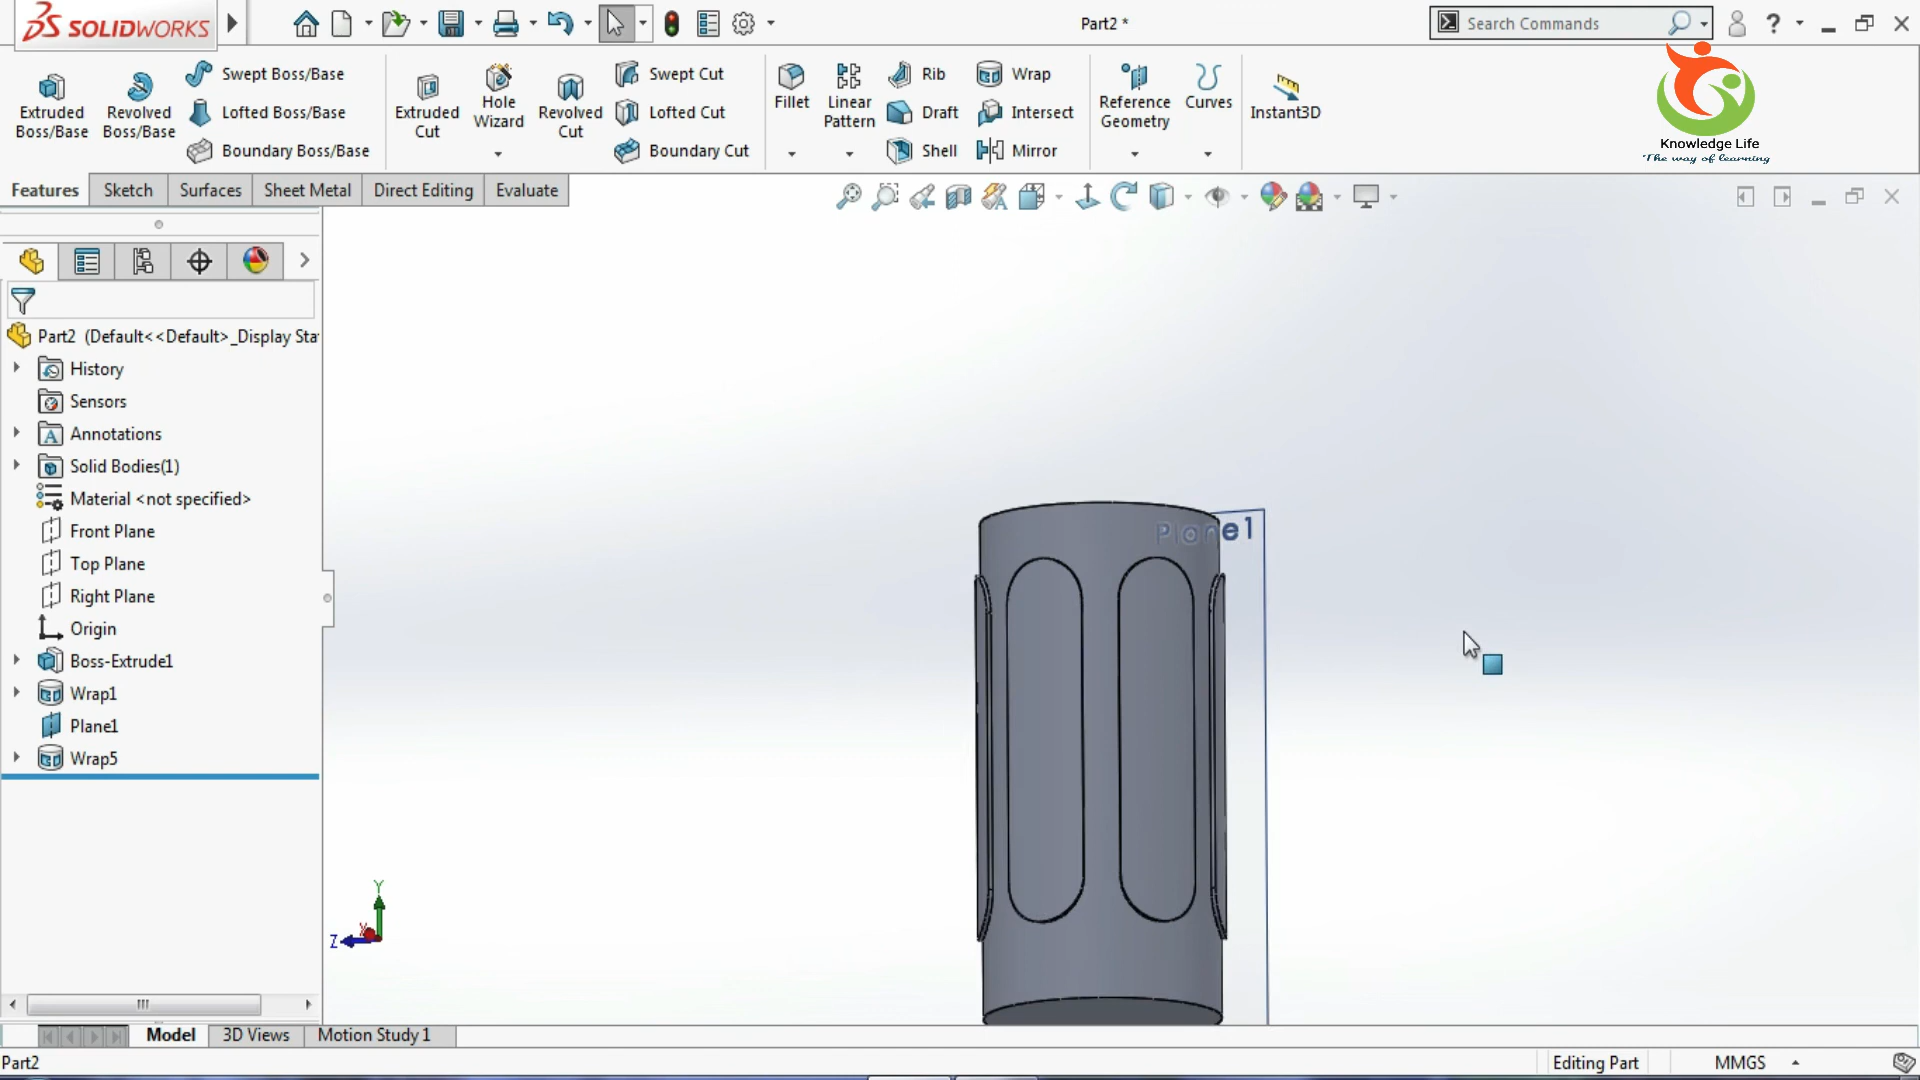 SOLIDWORKS
Part2 *
Search Commands
?
Extruded
Boss/Base
Revolved
Boss/Base
Swept Boss/Base
Lofted Boss/Base
Boundary Boss/Base
Extruded
Cut
Hole
Wizard
Revolved
Cut
Swept Cut
Lofted Cut
Boundary Cut
Fillet
Linear
Pattern
Rib
Draft
Shell
Wrap
Intersect
Mirror
Reference
Geometry
Curves
Instant3D
Knowledge Life
The way of learning
Features
Sketch
Surfaces
Sheet Metal
Direct Editing
Evaluate
Part2 (Default<<Default>_Display Sta
History
Sensors
Annotations
Solid Bodies(1)
Material <not specified>
Front Plane
Top Plane
Right Plane
Origin
Boss-Extrude1
Wrap1
Plane1
Wrap5
Plane1
Y
X
Z
Model
3D Views
Motion Study 1
Part2
Editing Part
MMGS